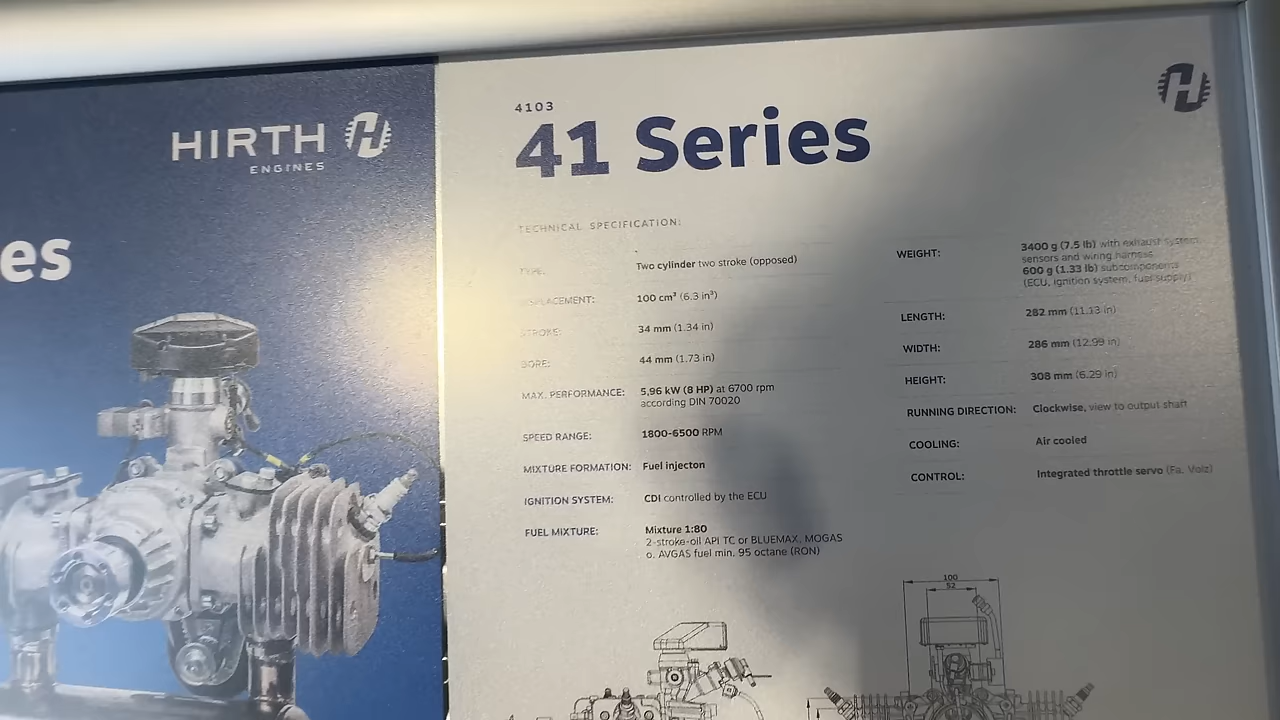 HIRTH
ENGINES
es
4103
41 Series
TECHNICAL SPECIFICATION:
TYPE: Two cylinder two stroke (opposed)
DISPLACEMENT: 100 cm³ (6.3 in³)
STROKE: 34 mm (1.34 in)
BORE: 44 mm (1.73 in)
MAX. PERFORMANCE: 5,96 kW (8 HP) at 6700 rpm
according DIN 70020
SPEED RANGE: 1800-6500 RPM
MIXTURE FORMATION: Fuel injecton
IGNITION SYSTEM: CDI controlled by the ECU
FUEL MIXTURE: Mixture 1:80
2-stroke-oil API TC or BLUEMAX, MOGAS
o. AVGAS fuel min. 95 octane (RON)
WEIGHT: 3400 g (7.5 lb) with exhaust system,
sensors and wiring harness
600 g (1.33 lb) subcomponents
(ECU, ignition system, fuel supply)
LENGTH: 282 mm (11.13 in)
WIDTH: 286 mm (12.99 in)
HEIGHT: 308 mm (6.29 in)
RUNNING DIRECTION: Clockwise, view to output shaft
COOLING: Air cooled
CONTROL: Integrated throttle servo (Fa. Volz)
100
52